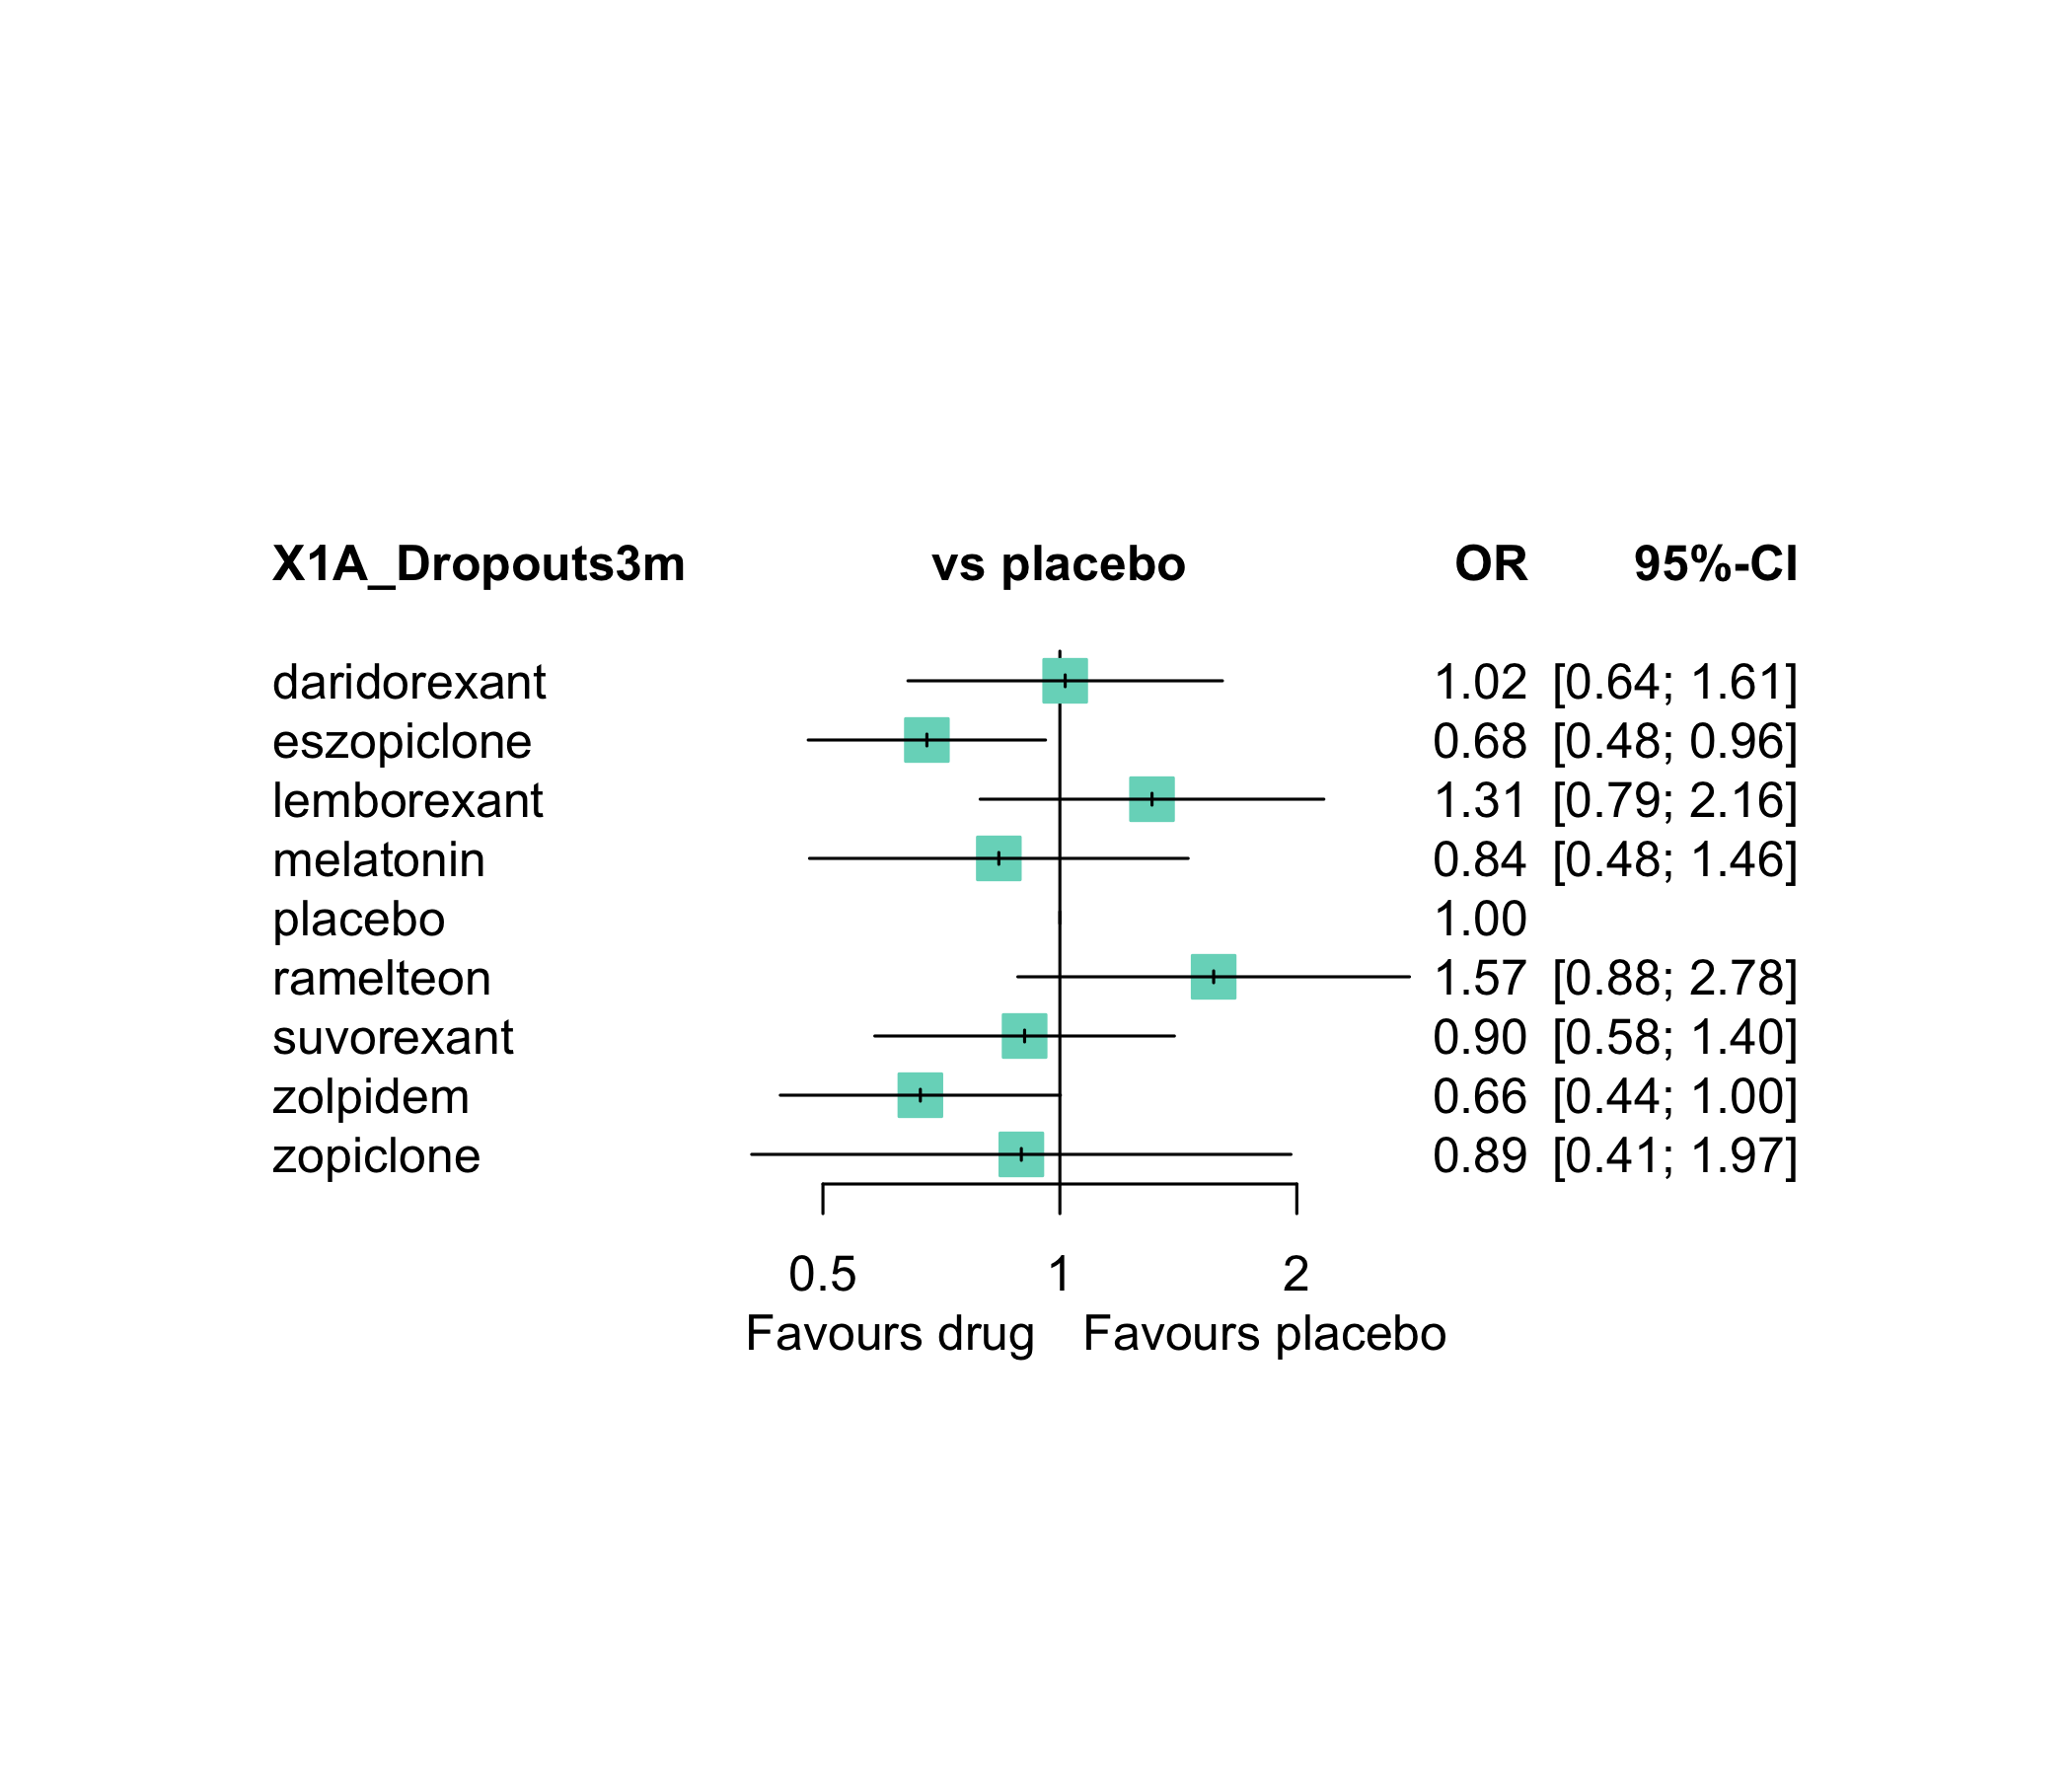 X1A_Dropouts3m vs placebo OR 95%-CI
daridorexant 1.02 [0.64; 1.61]
eszopiclone 0.68 [0.48; 0.96]
lemborexant 1.31 [0.79; 2.16]
melatonin 0.84 [0.48; 1.46]
placebo 1.00
ramelteon 1.57 [0.88; 2.78]
suvorexant 0.90 [0.58; 1.40]
zolpidem 0.66 [0.44; 1.00]
zopiclone 0.89 [0.41; 1.97]
0.5 1 2
Favours drug Favours placebo